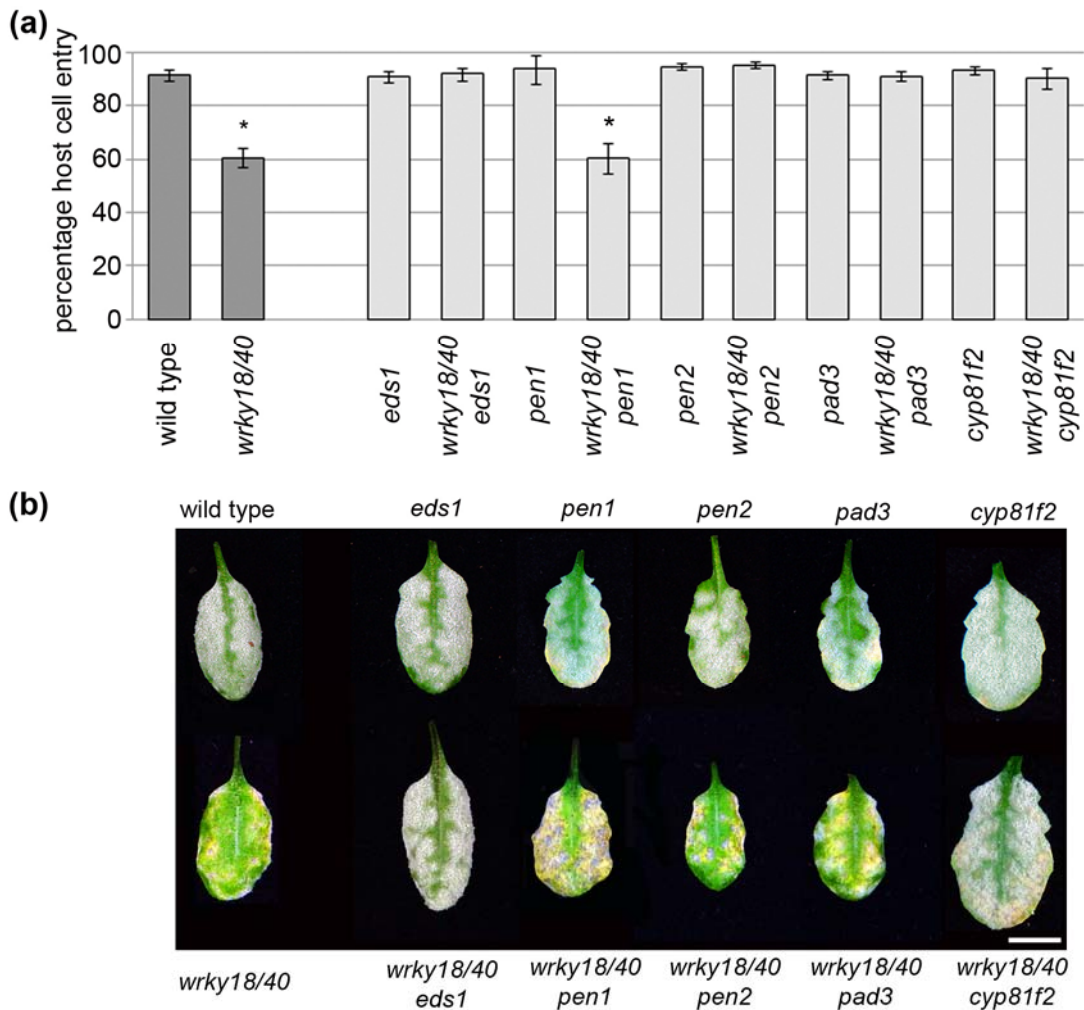 (a)
percentage host cell entry
100
80
60
40
20
0
*
*
wild type
wrky18/40
eds1
wrky18/40
eds1
pen1
wrky18/40
pen1
pen2
wrky18/40
pen2
pad3
wrky18/40
pad3
cyp81f2
wrky18/40
cyp81f2
(b)
wild type
eds1
pen1
pen2
pad3
cyp81f2
wrky18/40
wrky18/40
eds1
wrky18/40
pen1
wrky18/40
pen2
wrky18/40
pad3
wrky18/40
cyp81f2